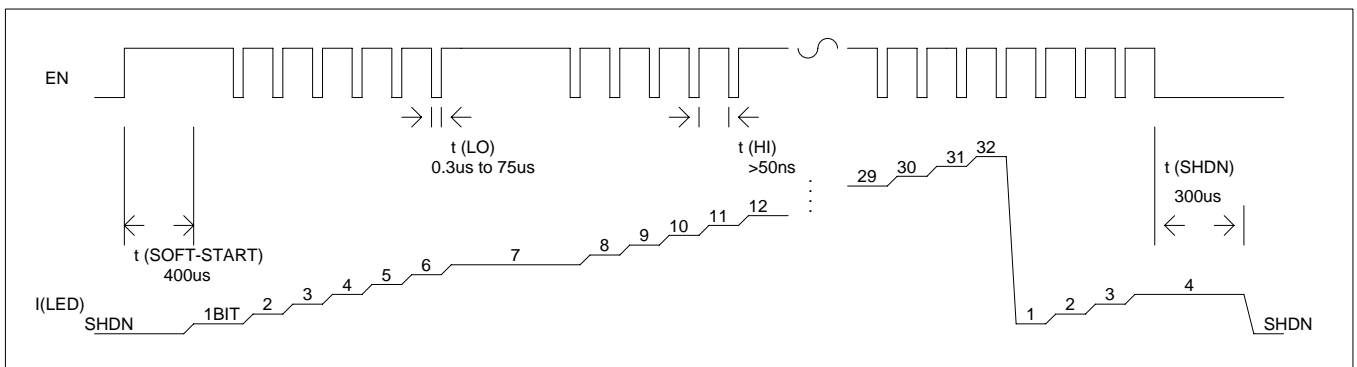 EN
t (LO)
0.3us to 75us
t (HI)
>50ns
t (SHDN)
300us
t (SOFT-START)
400us
I(LED)
SHDN
1BIT
2
3
4
5
6
7
8
9
10
11
12
29
30
31
32
1
2
3
4
SHDN